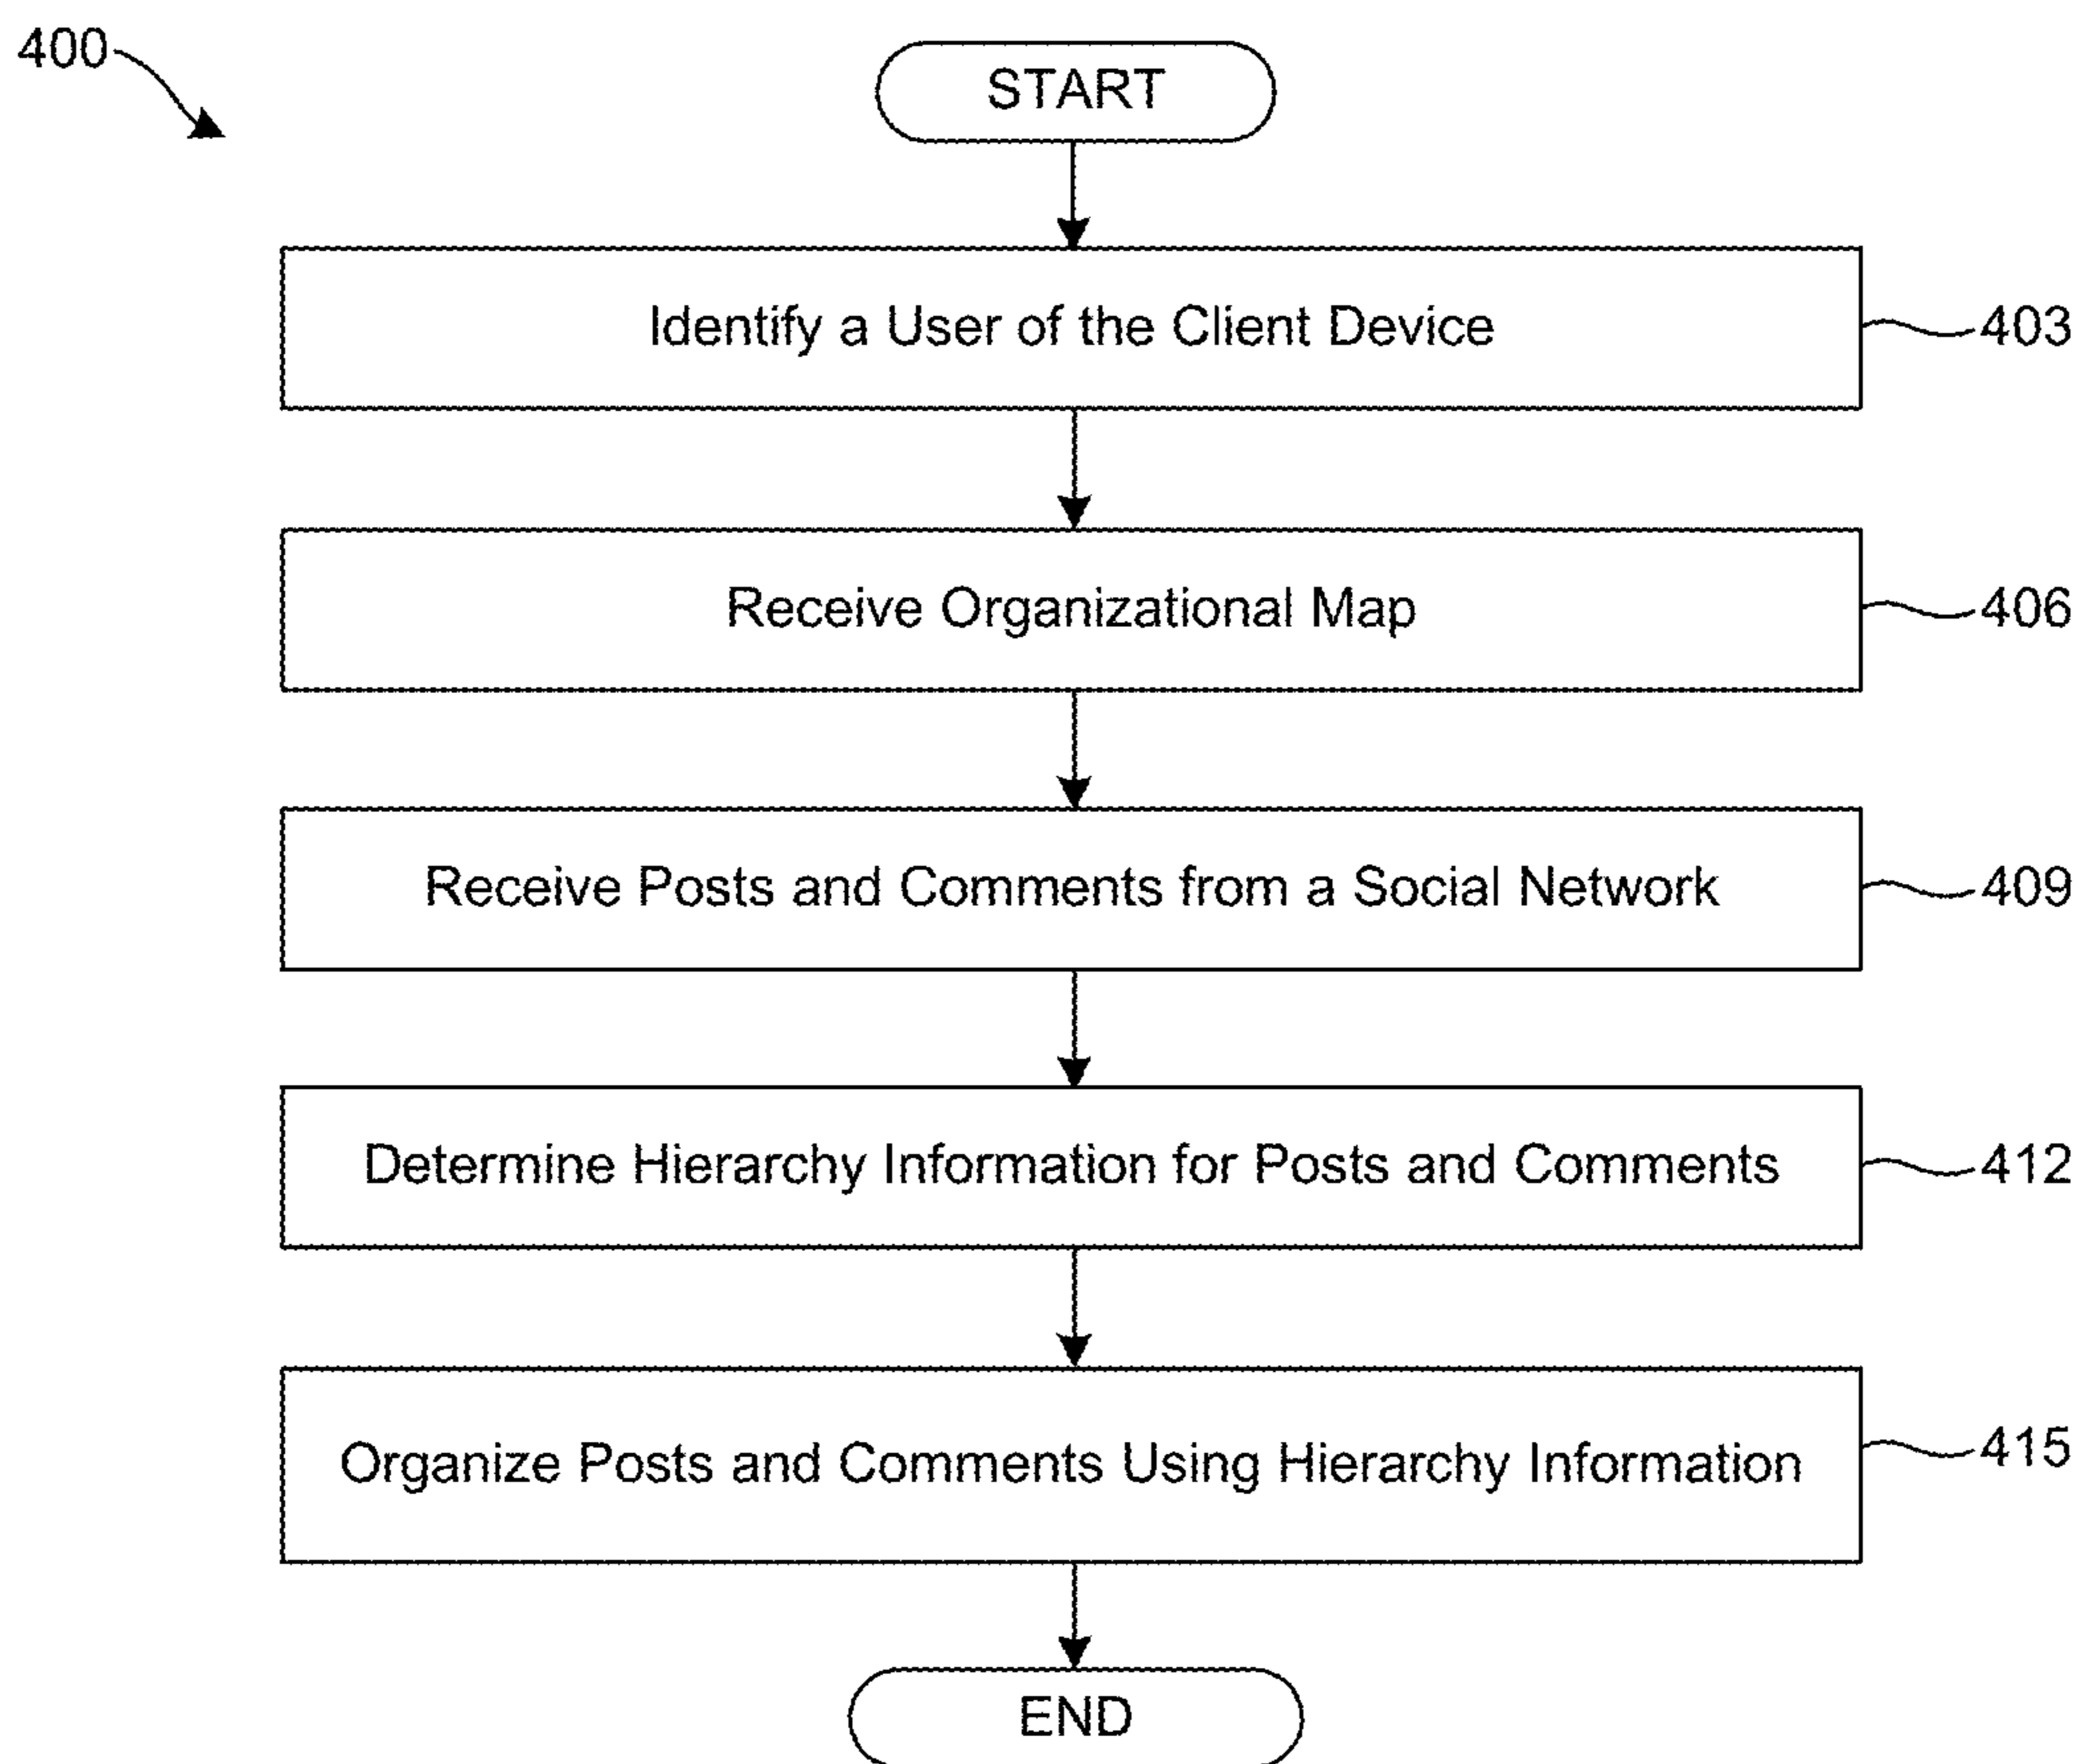 400
START
Identify a User of the Client Device
403
Receive Organizational Map
406
Receive Posts and Comments from a Social Network
409
Determine Hierarchy Information for Posts and Comments
412
Organize Posts and Comments Using Hierarchy Information
415
END